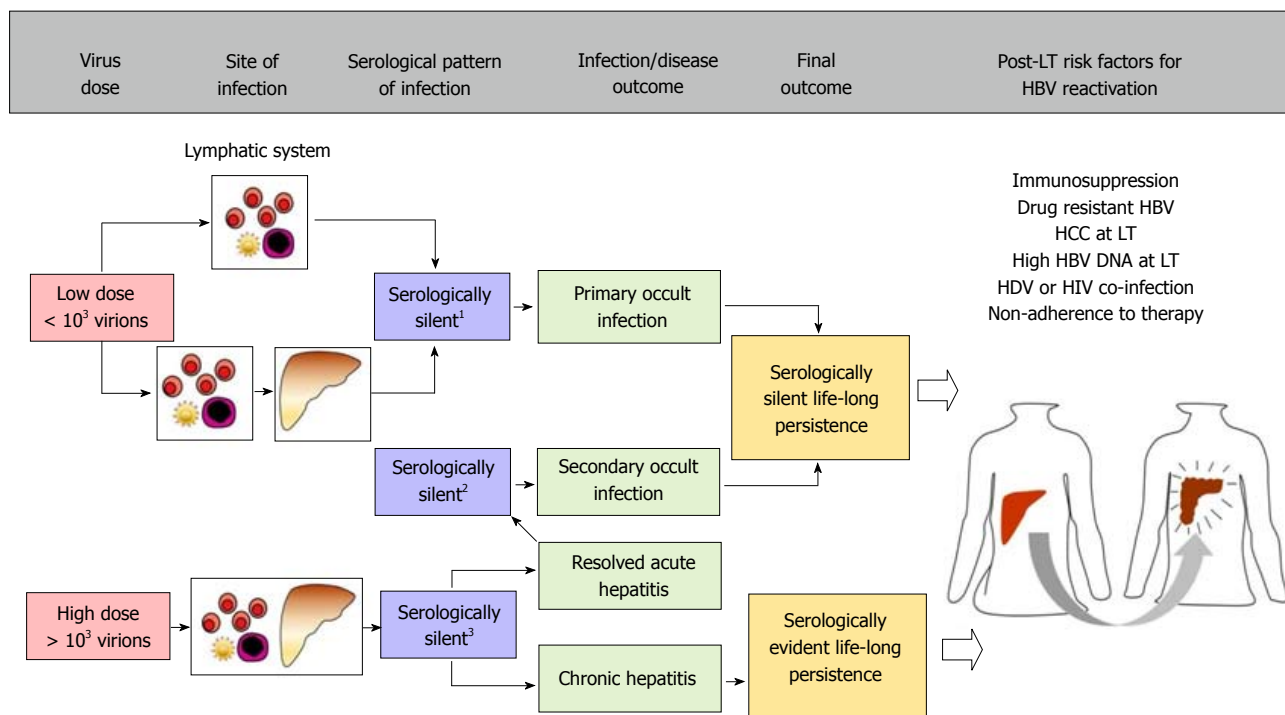 Virus
dose
Site of
infection
Serological pattern
of infection
Infection/disease
outcome
Final
outcome
Post-LT risk factors for
HBV reactivation
Lymphatic system
Low dose
< 10³ virions
Serologically
silent¹
Primary occult
infection
Serologically
silent life-long
persistence
Immunosuppression
Drug resistant HBV
HCC at LT
High HBV DNA at LT
HDV or HIV co-infection
Non-adherence to therapy
Serologically
silent²
Secondary occult
infection
Resolved acute
hepatitis
High dose
> 10³ virions
Serologically
silent³
Chronic hepatitis
Serologically
evident life-long
persistence